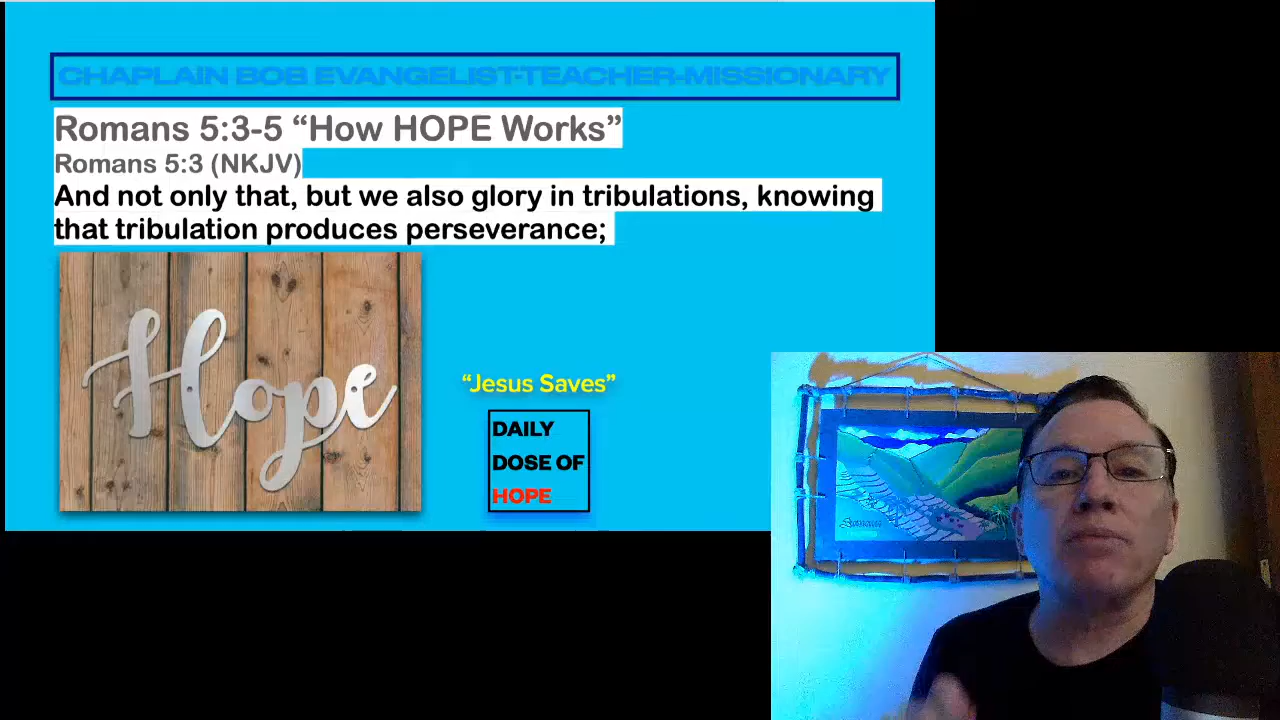 CHAPLAIN BOB EVANGELIST-TEACHER-MISSIONARY
Romans 5:3-5 “How HOPE Works”
Romans 5:3 (NKJV)
And not only that, but we also glory in tribulations, knowing
that tribulation produces perseverance;
Hope
“Jesus Saves”
DAILY
DOSE OF
HOPE